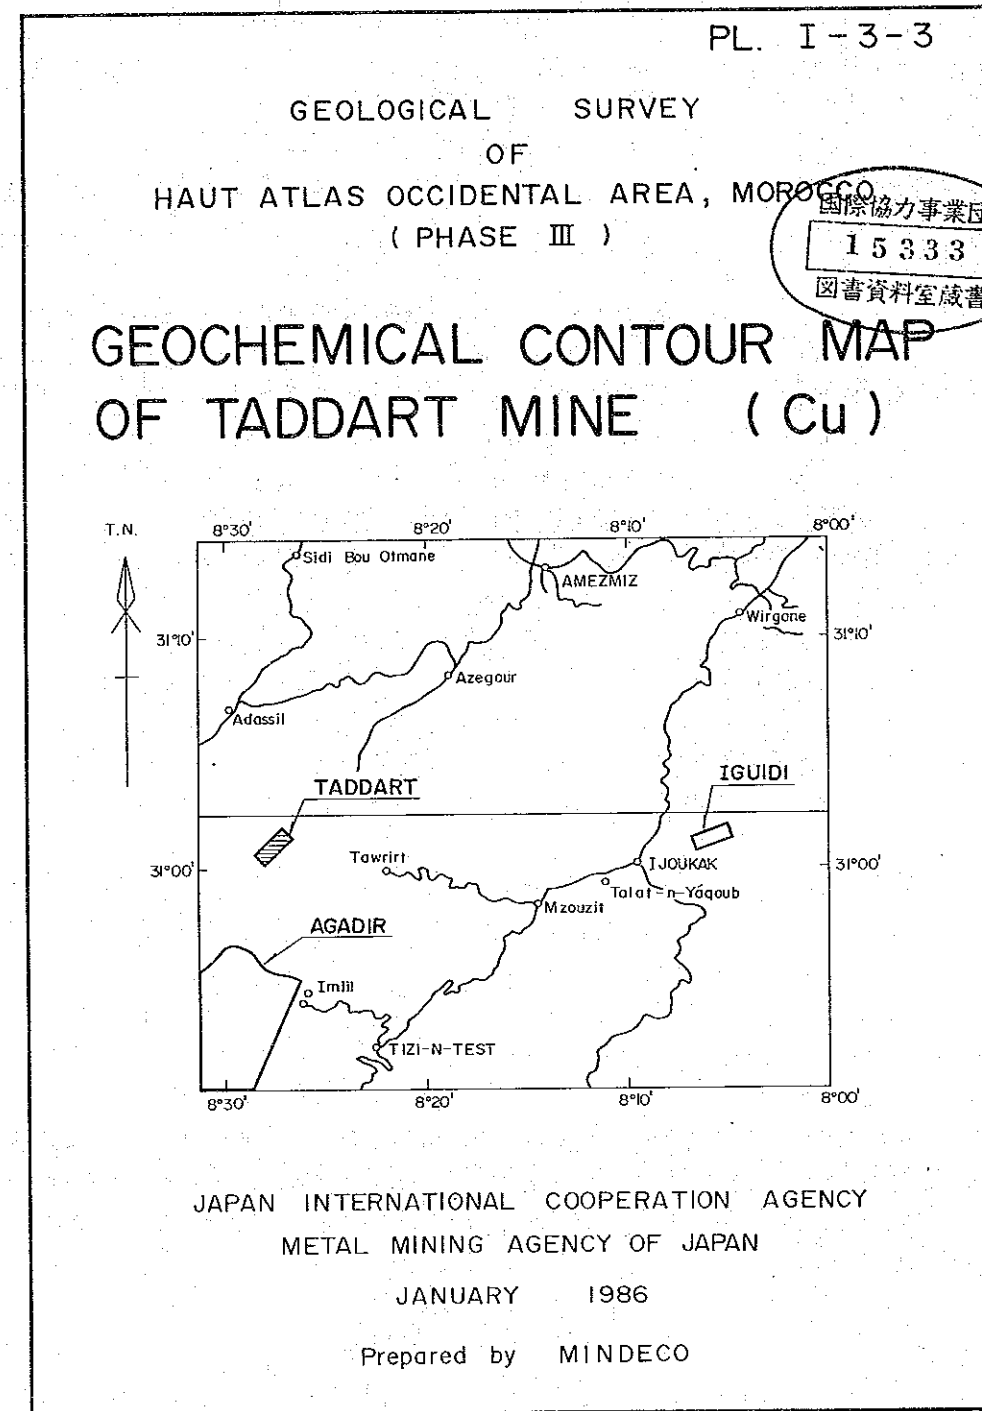 PL. I-3-3
GEOLOGICAL SURVEY
OF
HAUT ATLAS OCCIDENTAL AREA, MOROCCO
( PHASE III )
国際協力事業団
15333
図書資料室蔵書
GEOCHEMICAL CONTOUR MAP
OF TADDART MINE (Cu)
T.N.
8°30' 8°20' 8°10' 8°00'
Sidi Bou Otmane
AMEZMIZ
Wirgane
31°10' 31°10'
Azegour
Adassil
TADDART
IGUIDI
Tawrirt
IJOUKAK
31°00' 31°00'
Talat-n-Yáqoub
Mzouzit
AGADIR
Imlil
TIZI-N-TEST
8°30' 8°20' 8°10' 8°00'
JAPAN INTERNATIONAL COOPERATION AGENCY
METAL MINING AGENCY OF JAPAN
JANUARY 1986
Prepared by MINDECO